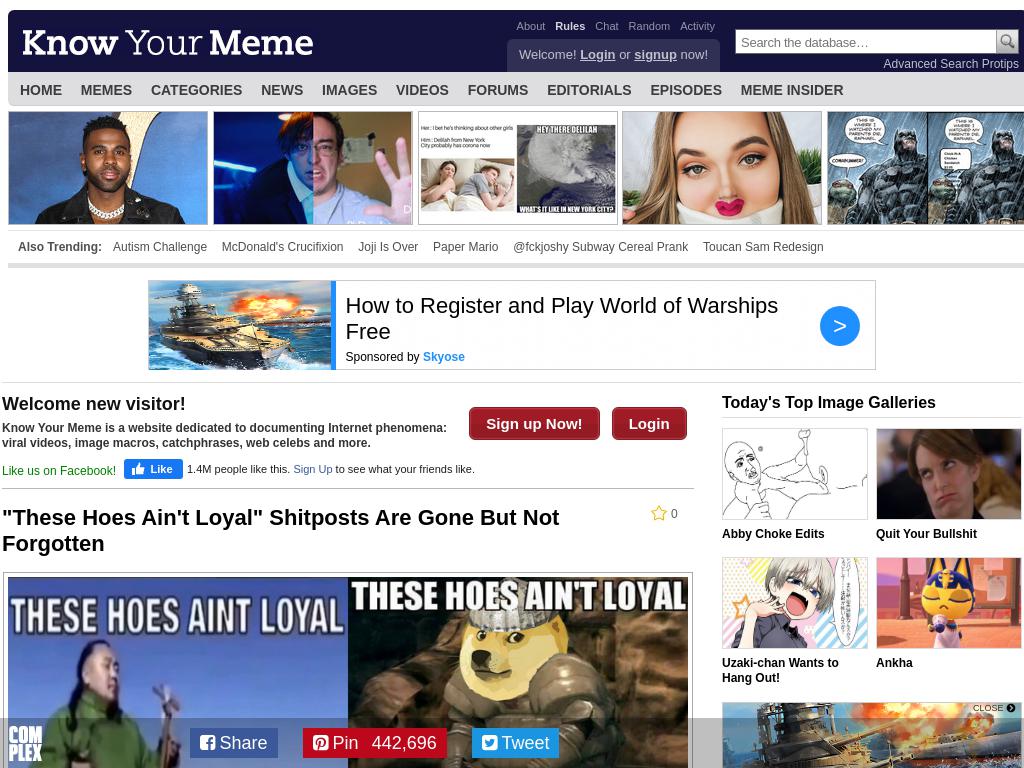 Know Your Meme
About Rules Chat Random Activity
Welcome! Login or signup now!
Search the database...
Advanced Search Protips
HOME MEMES CATEGORIES NEWS IMAGES VIDEOS FORUMS EDITORIALS EPISODES MEME INSIDER
Her: I bet he's thinking about other girls
Him: Delilah from New York
City probably has corona now
HEY THERE DELILAH
WHAT'S IT LIKE IN NEW YORK CITY?
THIS IS
WHERE I
WATCHED MY
PARENTS DIE,
RAPHAEL
THIS IS
WHERE I
WATCHED MY
PARENTS DIE,
RAPHAEL
Also Trending: Autism Challenge McDonald's Crucifixion Joji Is Over Paper Mario @fckjoshy Subway Cereal Prank Toucan Sam Redesign
How to Register and Play World of Warships
Free
Sponsored by Skyose
>
Welcome new visitor!
Know Your Meme is a website dedicated to documenting Internet phenomena:
viral videos, image macros, catchphrases, web celebs and more.
Sign up Now! Login
Like us on Facebook! Like 1.4M people like this. Sign Up to see what your friends like.
"These Hoes Ain't Loyal" Shitposts Are Gone But Not
Forgotten
0
THESE HOES AINT LOYAL
THESE HOES AIN'T LOYAL
COM
PLEX
Share
Pin 442,696
Tweet
Today's Top Image Galleries
Abby Choke Edits
Quit Your Bullshit
Uzaki-chan Wants to
Hang Out!
Ankha
CLOSE